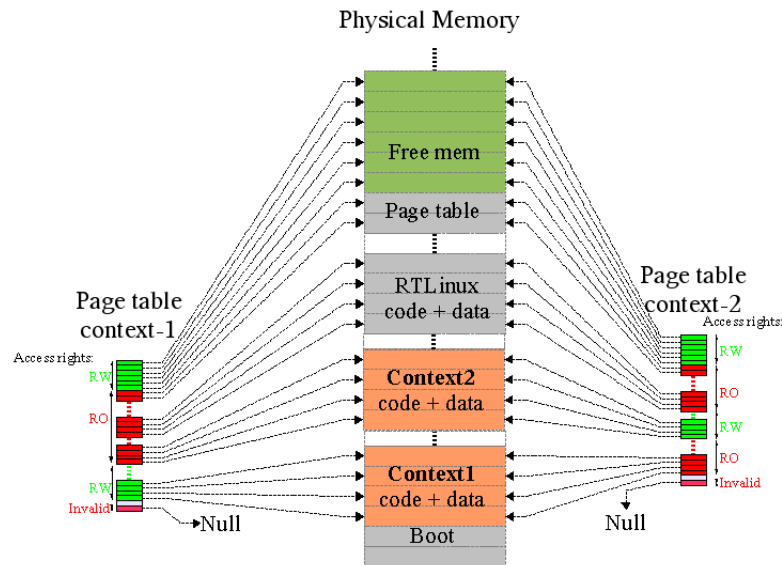 Physical Memory
Free mem
Page table
RTLinux
code + data
Context2
code + data
Context1
code + data
Boot
Page table
context-1
Access rights:
RW
RO
RW
Invalid
Null
Page table
context-2
Access rights:
RW
RO
RW
RO
Invalid
Null